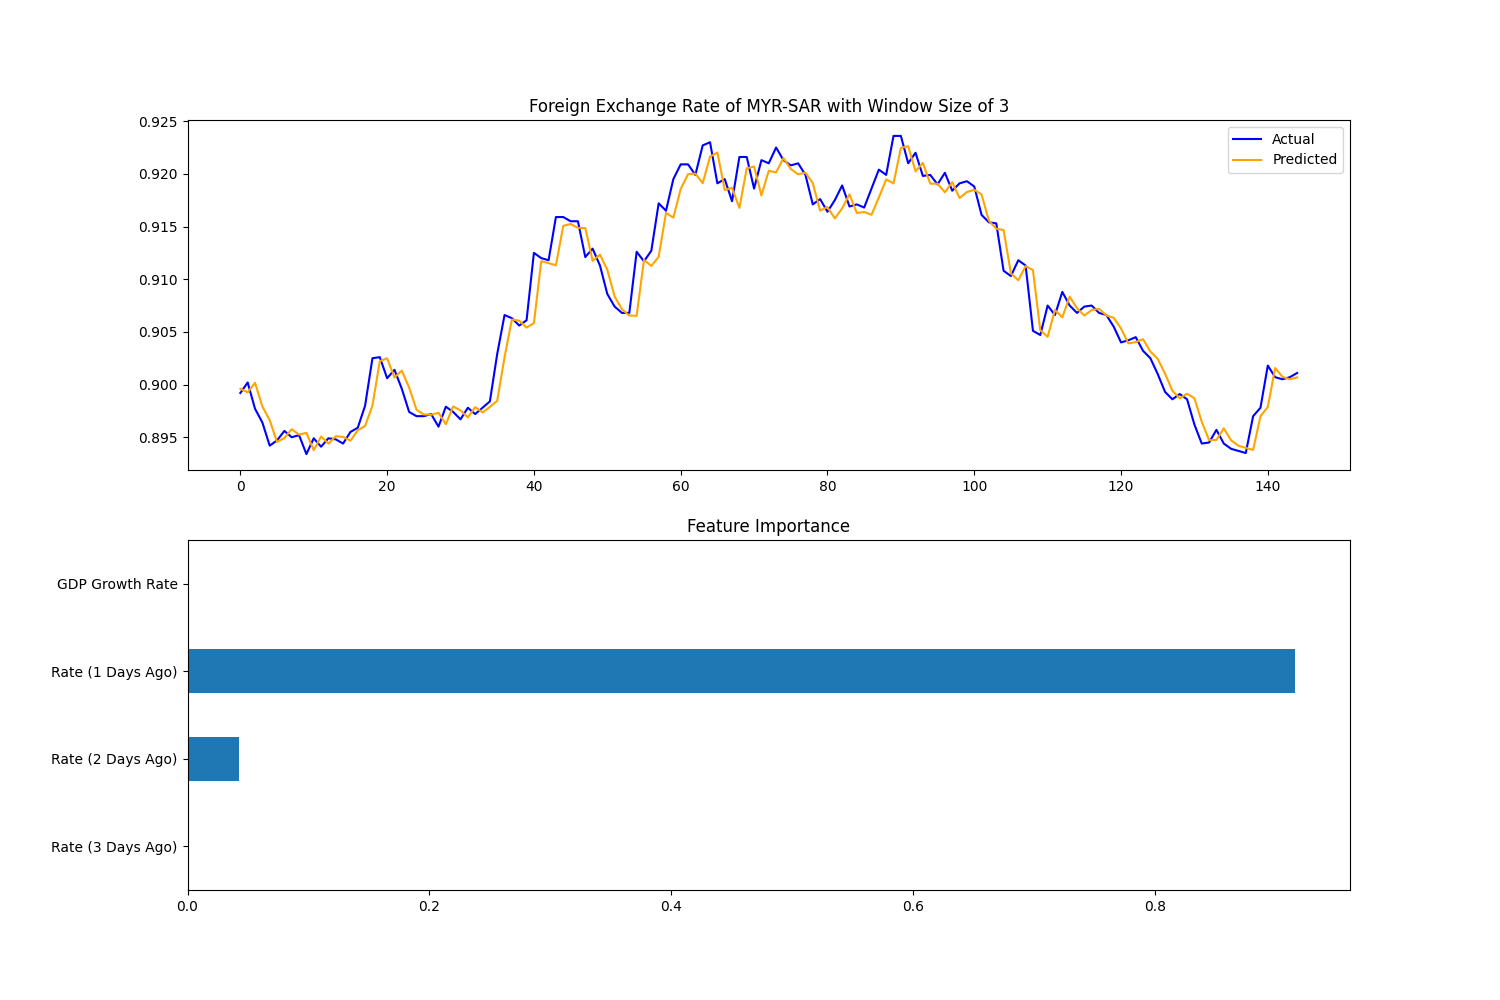 Foreign Exchange Rate of MYR-SAR with Window Size of 3
0.925
0.920
0.915
0.910
0.905
0.900
0.895
Actual
Predicted
0 20 40 60 80 100 120 140
Feature Importance
GDP Growth Rate
Rate (1 Days Ago)
Rate (2 Days Ago)
Rate (3 Days Ago)
0.0 0.2 0.4 0.6 0.8